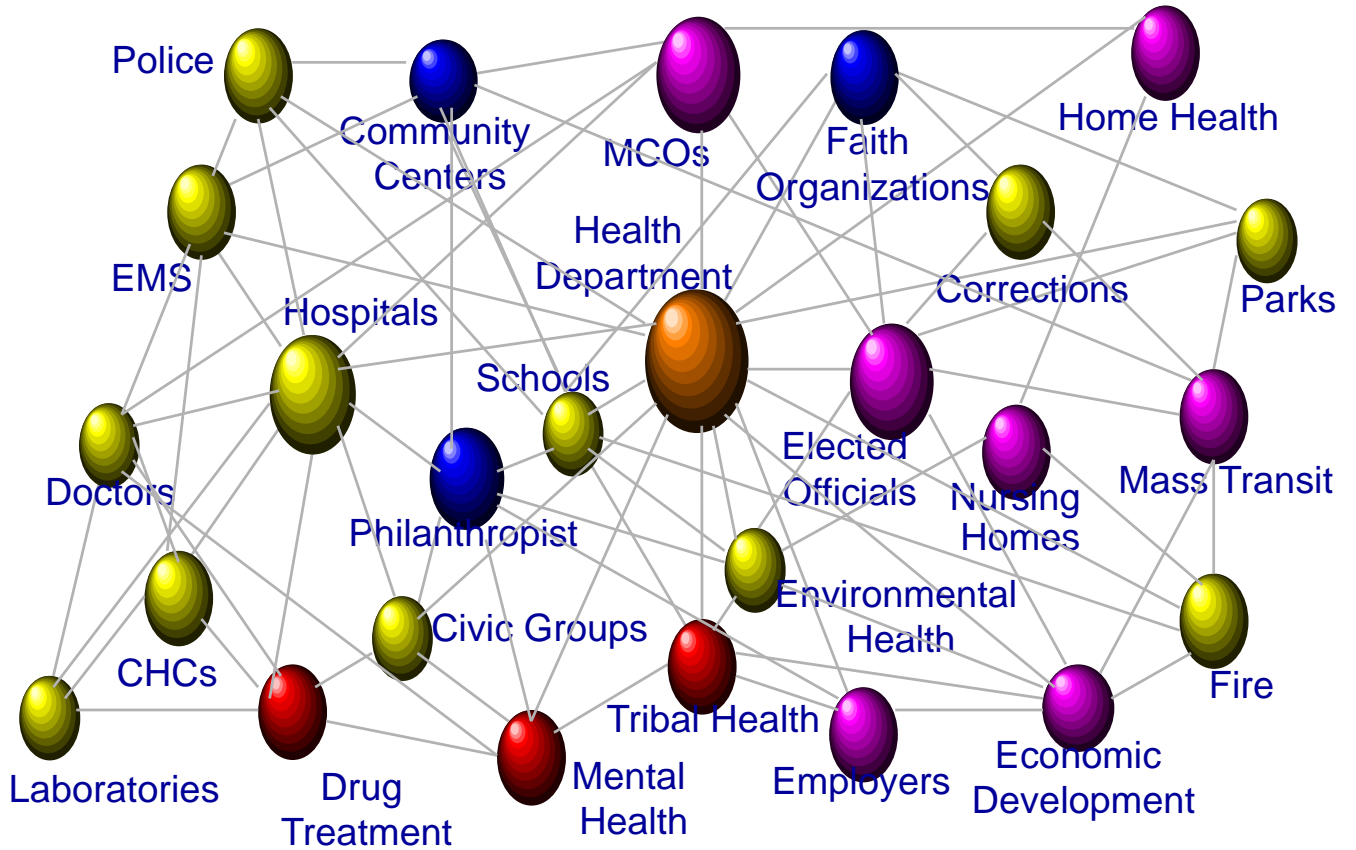 Police
Community
Centers
MCOs
Faith
Organizations
Home Health
EMS
Health
Department
Corrections
Parks
Hospitals
Schools
Doctors
Philanthropist
Elected
Officials
Nursing
Homes
Mass Transit
CHCs
Civic Groups
Environmental
Health
Fire
Laboratories
Drug
Treatment
Mental
Health
Tribal Health
Employers
Economic
Development